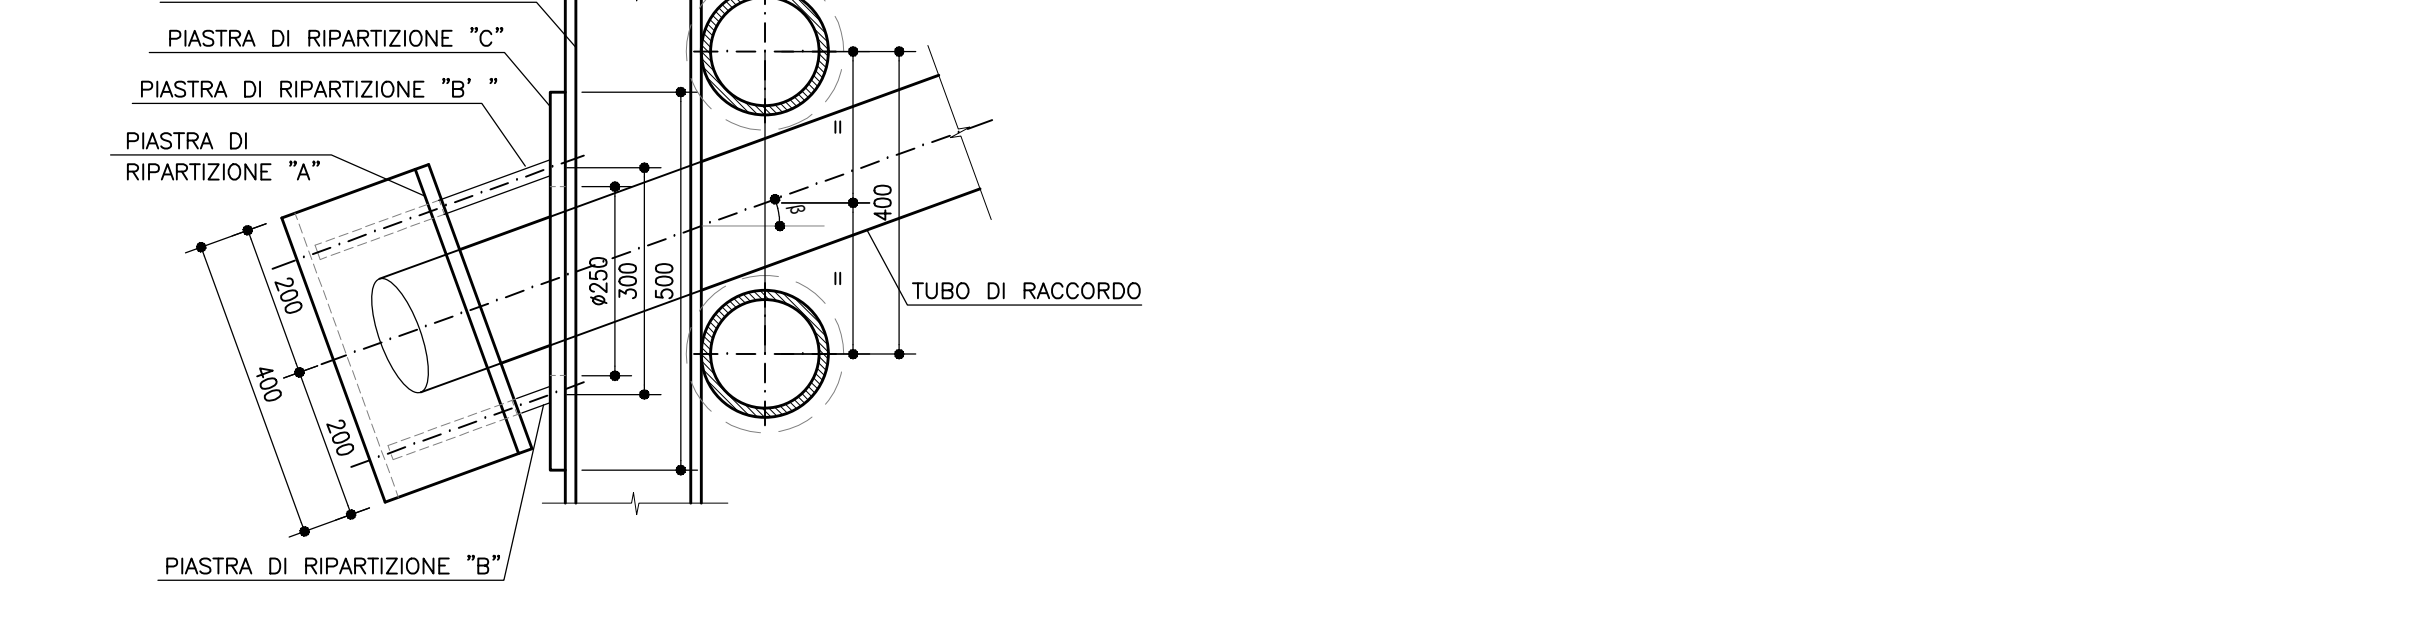 PIASTRA DI RIPARTIZIONE "C"
PIASTRA DI RIPARTIZIONE "B' "
PIASTRA DI
RIPARTIZIONE "A"
=
β
400
200
ø250
300
500
=
TUBO DI RACCORDO
400
200
PIASTRA DI RIPARTIZIONE "B"